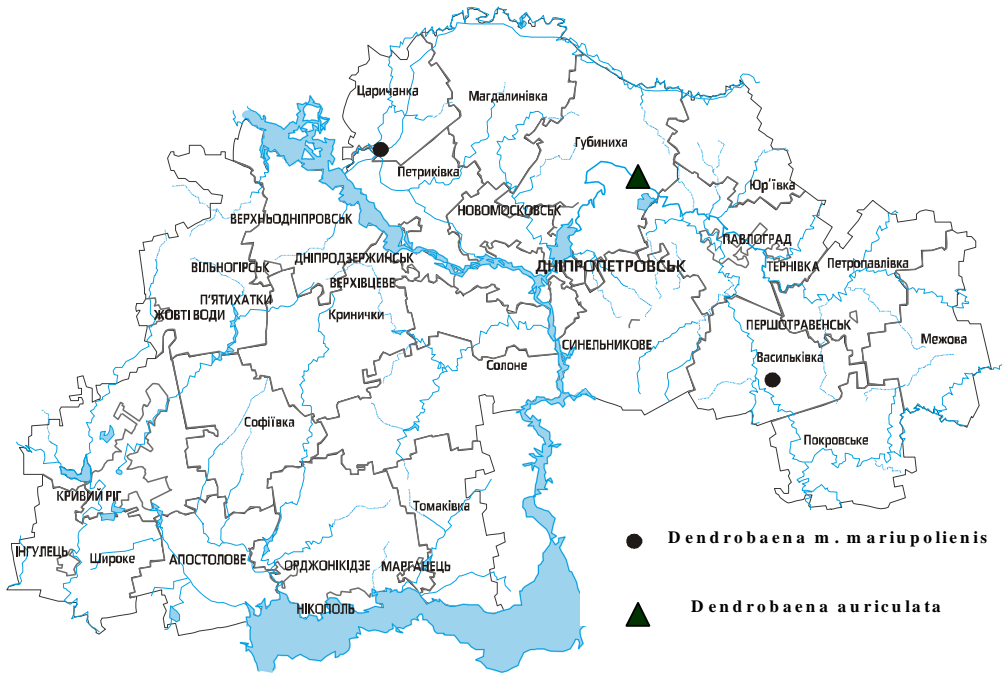 Царичанка
Магдалинівка
Губиниха
Петриківка
Юр'ївка
НОВОМОСКОВСЬК
ВЕРХНЬОДНІПРОВСЬК
ПАВЛОГРАД
ДНІПРОДЗЕРЖИНСЬК
ВІЛЬНОГІРСЬК
ДНІПРОПЕТРОВСЬК
ТЕРНІВКА
Петропавлівка
ВЕРХІВЦЕВЕ
П'ЯТИХАТКИ
ЖОВТІ ВОДИ
Кринички
ПЕРШОТРАВЕНСЬК
СИНЕЛЬНИКОВЕ
Межова
Васильківка
Солоне
Софіївка
Покровське
КРИВИЙ РІГ
Томаківка
ІНГУЛЕЦЬ
Широке
АПОСТОЛОВЕ
ОРДЖОНІКІДЗЕ
МАРГАНЕЦЬ
НІКОПОЛЬ
Dendrobaena m. mariupolienis
Dendrobaena auriculata